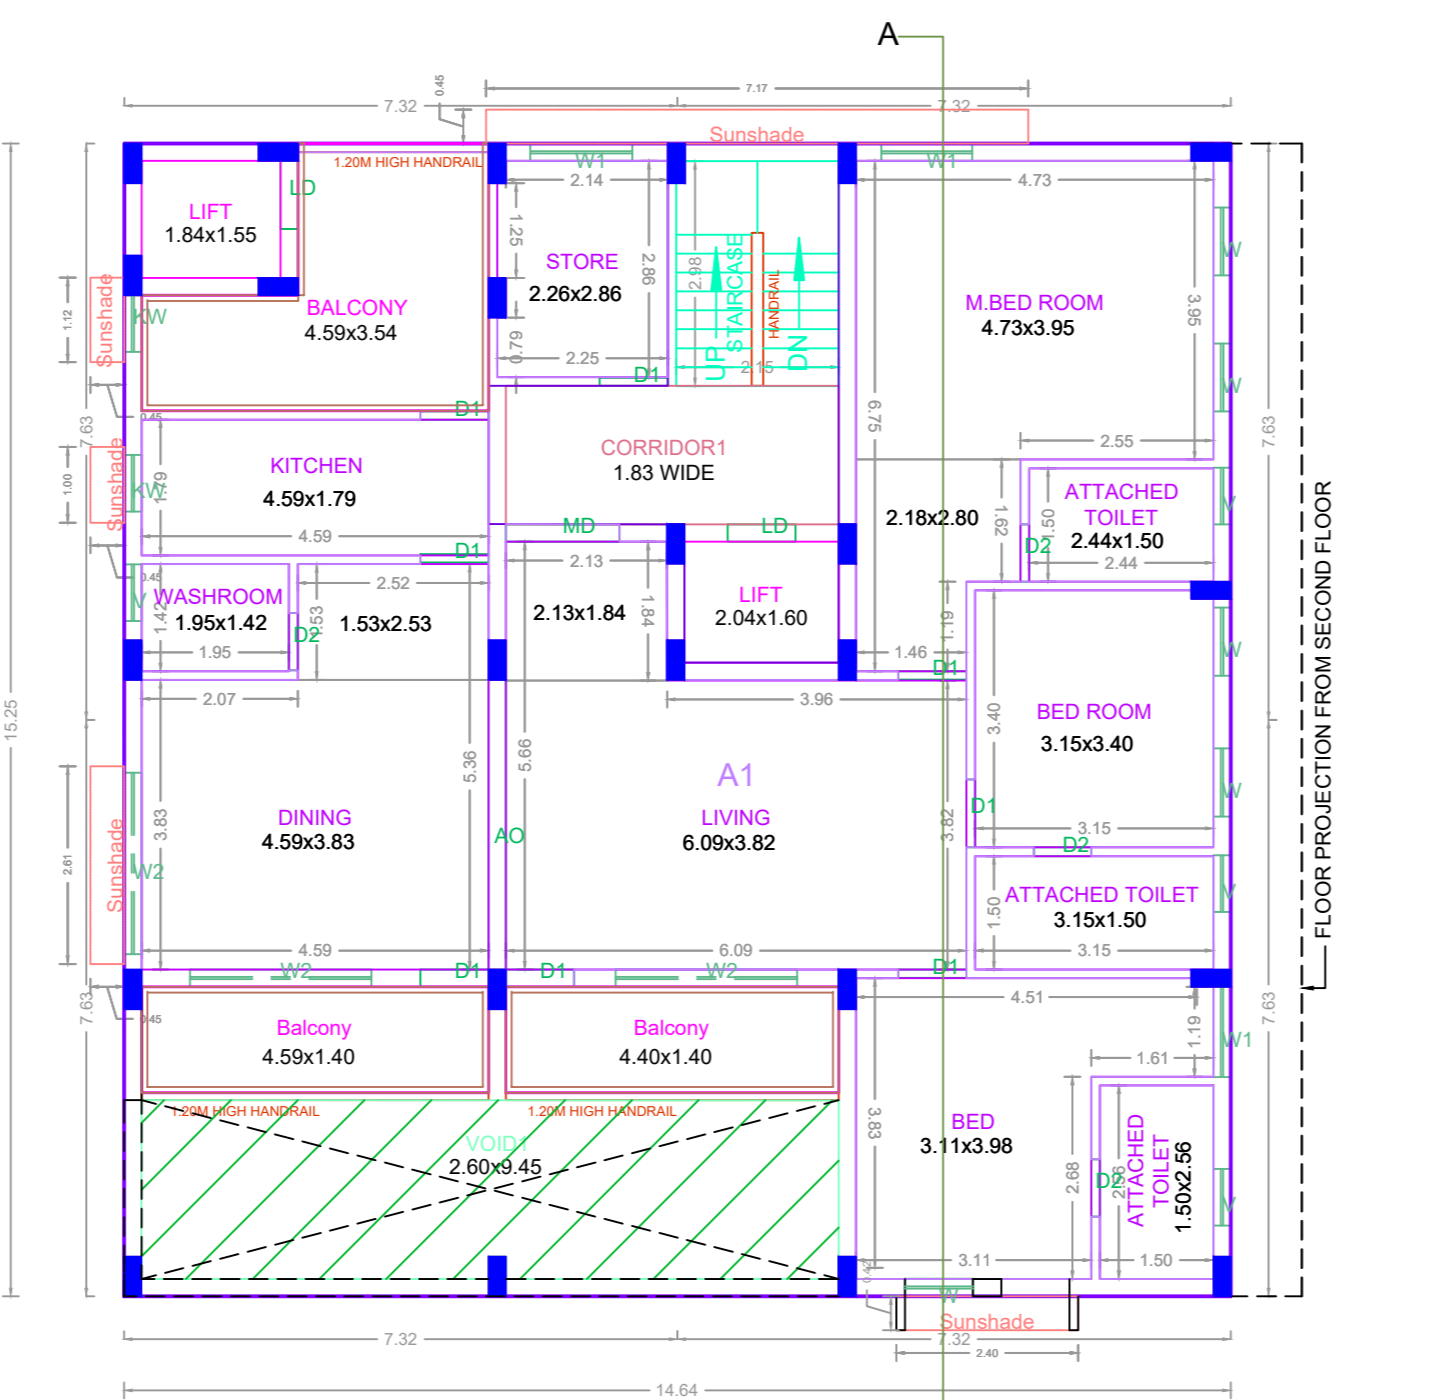 A
0.45
7.17
7.32
7.32
Sunshade
1.20M HIGH HANDRAIL
W1
W1
2.14
4.73
LD
LIFT
1.84x1.55
1.25
STORE
2.26x2.86
2.86
2.98
UP
STAIRCASE
HANDRAIL
DN
2.15
W
M.BED ROOM
4.73x3.95
3.95
Sunshade
1.12
KW
BALCONY
4.59x3.54
0.79
2.25
D1
W
0.45
D1
7.63
6.75
7.63
2.55
KITCHEN
4.59x1.79
CORRIDOR1
1.83 WIDE
Sunshade
1.00
KW
1.79
4.59
ATTACHED
TOILET
2.44x1.50
2.18x2.80
1.62
1.50
V
MD
LD
D2
D1
2.13
2.44
0.45
2.52
WASHROOM
1.95x1.42
V
1.42
1.53
1.53x2.53
D2
1.95
2.13x1.84
1.84
LIFT
2.04x1.60
1.19
1.46
D1
W
2.07
3.96
15.25
BED ROOM
3.15x3.40
3.40
5.36
5.66
A1
LIVING
6.09x3.82
3.82
D1
W
3.15
D2
DINING
4.59x3.83
3.83
AO
Sunshade
2.61
W2
ATTACHED TOILET
3.15x1.50
1.50
V
4.59
6.09
3.15
W2
D1
D1
W2
D1
FLOOR PROJECTION FROM SECOND FLOOR
7.63
0.45
4.51
7.63
Balcony
4.59x1.40
Balcony
4.40x1.40
1.19
W1
1.61
1.20M HIGH HANDRAIL
1.20M HIGH HANDRAIL
VOID1
2.60x9.45
3.83
BED
3.11x3.98
2.68
D2
2.56
ATTACHED
TOILET
1.50x2.56
V
3.11
1.50
W
Sunshade
7.32
7.32
2.40
14.64